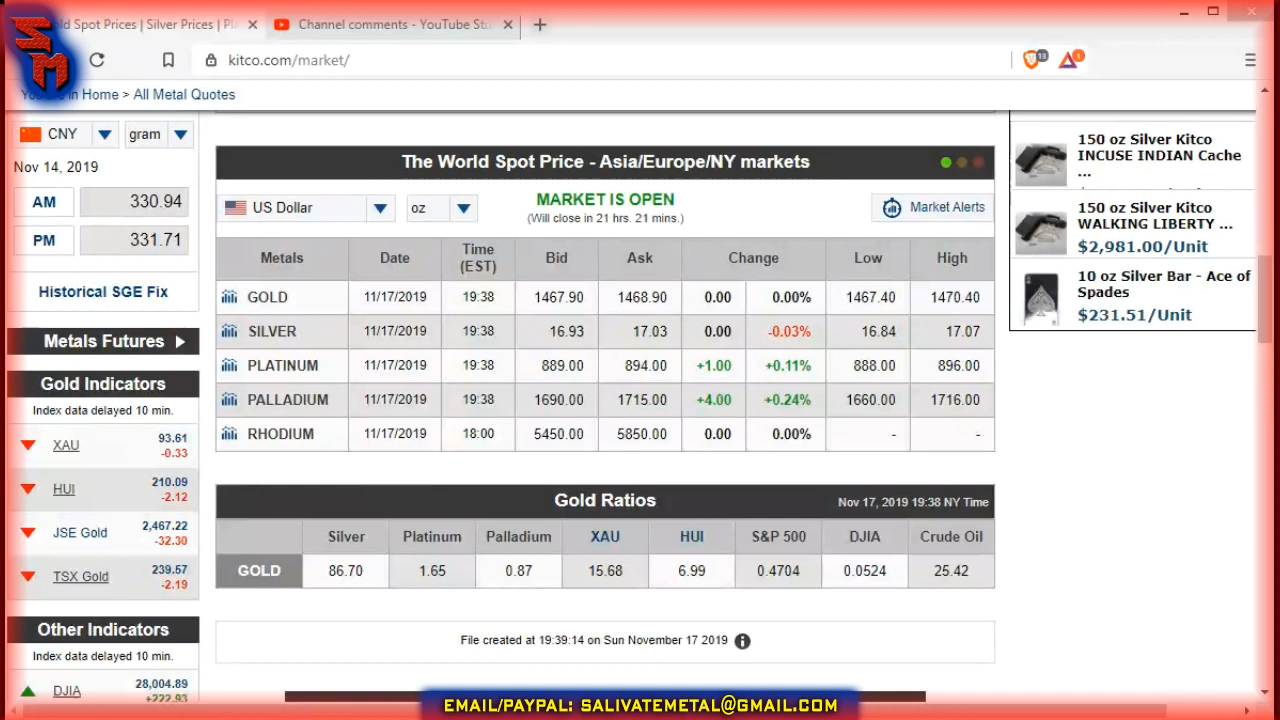 ld Spot Prices | Silver Prices | Pl
Channel comments - YouTube Stu
SM
kitco.com/market/
13
1
You are in Home > All Metal Quotes
CNY gram
Nov 14, 2019
AM 330.94
PM 331.71
Historical SGE Fix
Metals Futures
Gold Indicators
Index data delayed 10 min.
XAU 93.61
-0.33
HUI 210.09
-2.12
JSE Gold 2,467.22
-32.30
TSX Gold 239.57
-2.19
Other Indicators
Index data delayed 10 min.
DJIA 28,004.89
+222.93
The World Spot Price - Asia/Europe/NY markets
US Dollar oz
MARKET IS OPEN
(Will close in 21 hrs. 21 mins.)
Market Alerts
Metals Date Time (EST) Bid Ask Change Low High
GOLD 11/17/2019 19:38 1467.90 1468.90 0.00 0.00% 1467.40 1470.40
SILVER 11/17/2019 19:38 16.93 17.03 0.00 -0.03% 16.84 17.07
PLATINUM 11/17/2019 19:38 889.00 894.00 +1.00 +0.11% 888.00 896.00
PALLADIUM 11/17/2019 19:38 1690.00 1715.00 +4.00 +0.24% 1660.00 1716.00
RHODIUM 11/17/2019 18:00 5450.00 5850.00 0.00 0.00% - -
Gold Ratios
Nov 17, 2019 19:38 NY Time
Silver Platinum Palladium XAU HUI S&P 500 DJIA Crude Oil
GOLD 86.70 1.65 0.87 15.68 6.99 0.4704 0.0524 25.42
File created at 19:39:14 on Sun November 17 2019
150 oz Silver Kitco
INCUSE INDIAN Cache
...
150 oz Silver Kitco
WALKING LIBERTY ...
$2,981.00/Unit
10 oz Silver Bar - Ace of
Spades
$231.51/Unit
EMAIL/PAYPAL: SALIVATEMETAL@GMAIL.COM